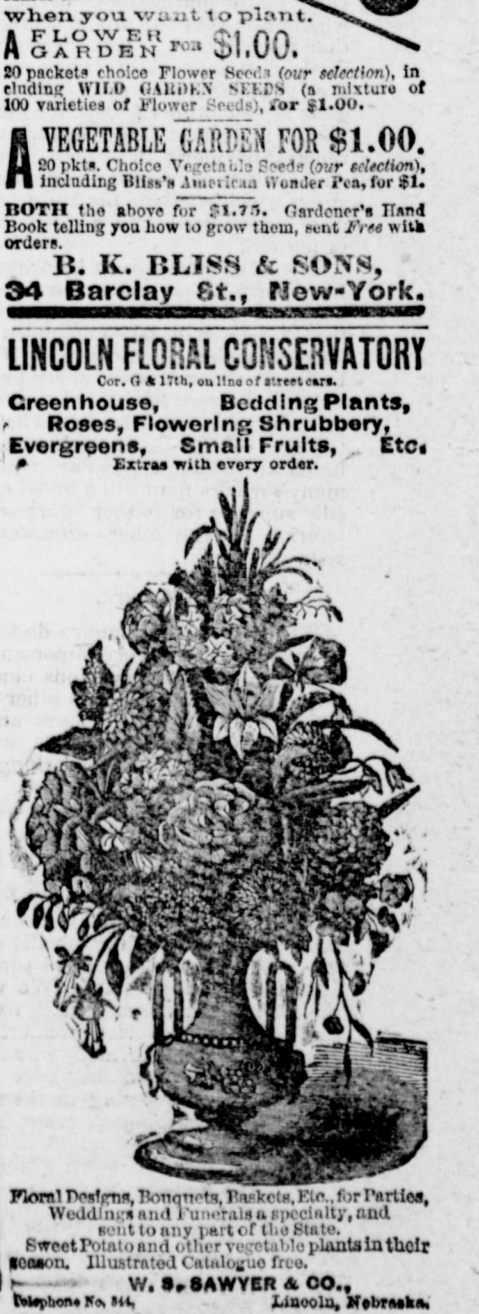 when you want to plant.
A FLOWER GARDEN FOR $1.00.
20 packets choice Flower Seeds (our selection), in
cluding WILD GARDEN SEEDS (a mixture of
100 varieties of Flower Seeds), for $1.00.
A VEGETABLE GARDEN FOR $1.00.
20 pkts. Choice Vegetable Seeds (our selection),
including Bliss's American Wonder Pea, for $1.
BOTH the above for $1.75. Gardener's Hand
Book telling you how to grow them, sent Free with
orders.
B. K. BLISS & SONS,
34 Barclay St., New-York.
LINCOLN FLORAL CONSERVATORY
Cor. G & 17th, on line of street cars.
Greenhouse, Bedding Plants,
Roses, Flowering Shrubbery,
Evergreens, Small Fruits, Etc.
Extras with every order.
Floral Designs, Bouquets, Baskets, Etc., for Parties,
Weddings and Funerals a specialty, and
sent to any part of the State.
Sweet Potato and other vegetable plants in their
season. Illustrated Catalogue free.
W. S. SAWYER & CO.,
Telephone No. Lincoln, Nebraska.